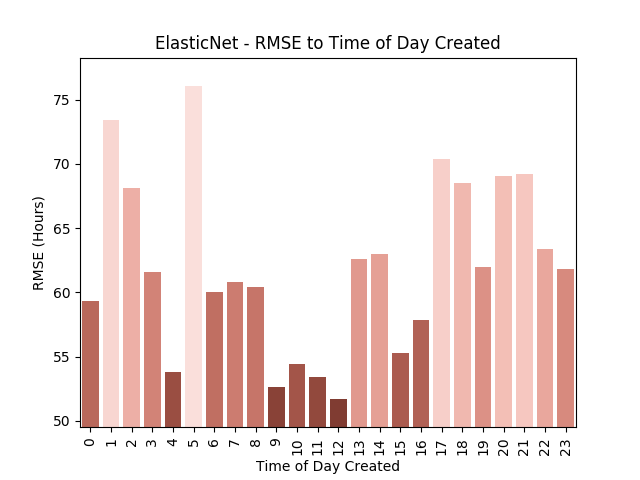 ElasticNet - RMSE to Time of Day Created
RMSE (Hours)
75
70
65
60
55
50
0 1 2 3 4 5 6 7 8 9 10 11 12 13 14 15 16 17 18 19 20 21 22 23
Time of Day Created